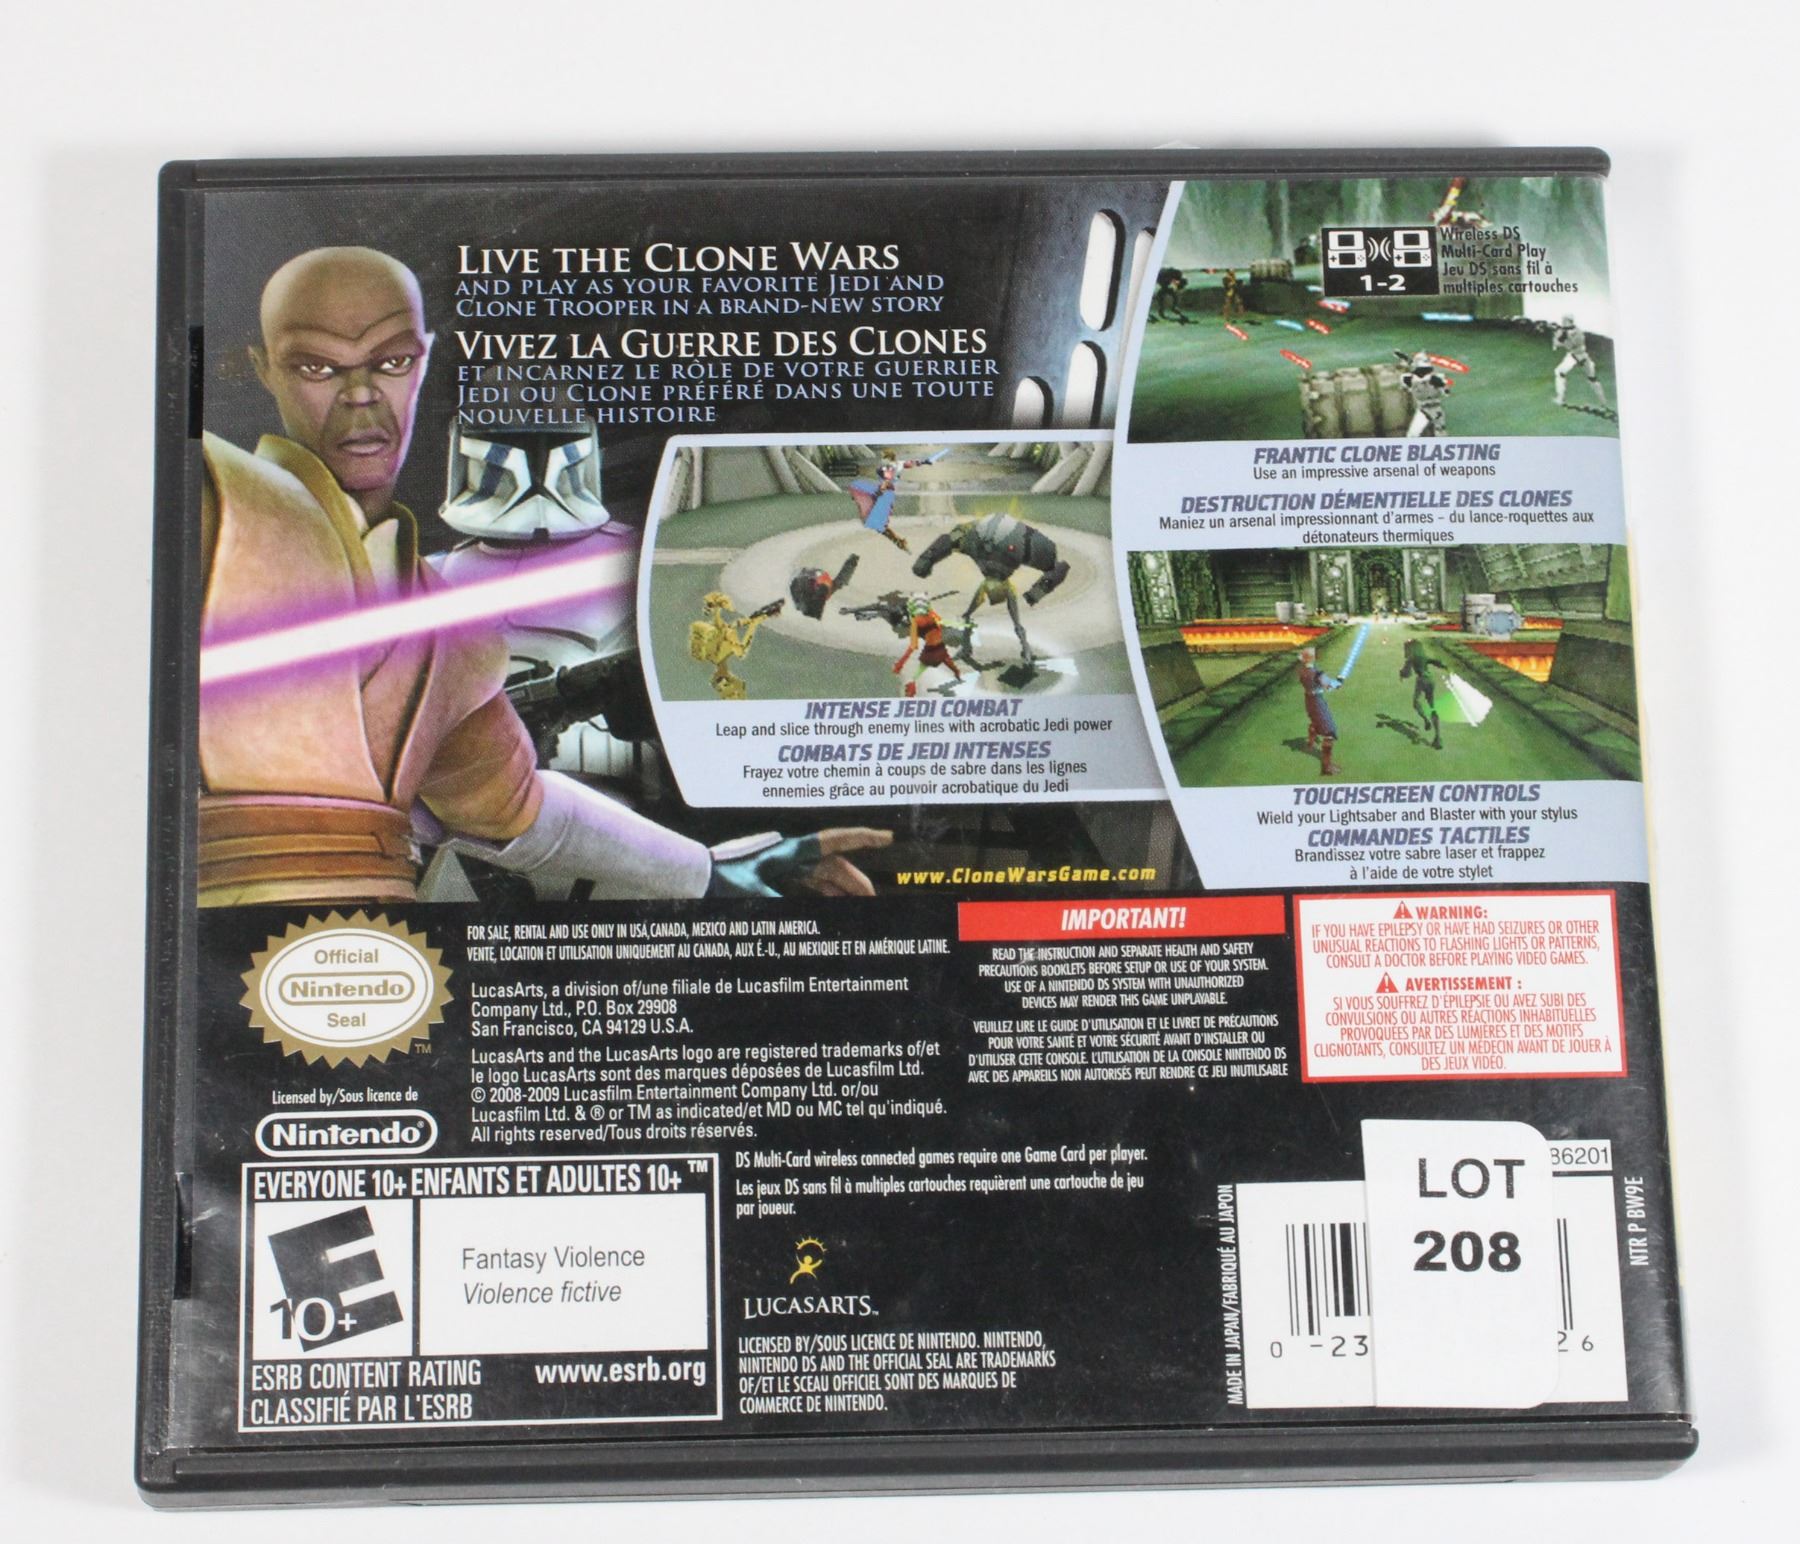 LIVE THE CLONE WARS
AND PLAY AS YOUR FAVORITE JEDI AND
CLONE TROOPER IN A BRAND-NEW STORY
VIVEZ LA GUERRE DES CLONES
ET INCARNEZ LE RÔLE DE VOTRE GUERRIER
JEDI OU CLONE PRÉFÉRÉ DANS UNE TOUTE
NOUVELLE HISTOIRE
1-2
Wireless DS
Multi-Card Play
Jeu DS sans fil à
multiples cartouches
FRANTIC CLONE BLASTING
Use an impressive arsenal of weapons
DESTRUCTION DÉMENTIELLE DES CLONES
Maniez un arsenal impressionnant d'armes – du lance-roquettes aux
détonateurs thermiques
INTENSE JEDI COMBAT
Leap and slice through enemy lines with acrobatic Jedi power
COMBATS DE JEDI INTENSES
Frayez votre chemin à coups de sabre dans les lignes
ennemies grâce au pouvoir acrobatique du Jedi
TOUCHSCREEN CONTROLS
Wield your Lightsaber and Blaster with your stylus
COMMANDES TACTILES
Brandissez votre sabre laser et frappez
à l'aide de votre stylet
www.CloneWarsGame.com
Official
Nintendo
Seal
TM
Licensed by/Sous licence de
Nintendo®
FOR SALE, RENTAL AND USE ONLY IN USA, CANADA, MEXICO AND LATIN AMERICA.
VENTE, LOCATION ET UTILISATION UNIQUEMENT AU CANADA, AUX É.-U., AU MEXIQUE ET EN AMÉRIQUE LATINE.
LucasArts, a division of/une filiale de Lucasfilm Entertainment
Company Ltd., P.O. Box 29908
San Francisco, CA 94129 U.S.A.
LucasArts and the LucasArts logo are registered trademarks of/et
le logo LucasArts sont des marques déposées de Lucasfilm Ltd.
© 2008-2009 Lucasfilm Entertainment Company Ltd. or/ou
Lucasfilm Ltd. & ® or TM as indicated/et MD ou MC tel qu'indiqué.
All rights reserved/Tous droits réservés.
IMPORTANT!
READ THE INSTRUCTION AND SEPARATE HEALTH AND SAFETY
PRECAUTIONS BOOKLETS BEFORE SETUP OR USE OF YOUR SYSTEM.
USE OF A NINTENDO DS SYSTEM WITH UNAUTHORIZED
DEVICES MAY RENDER THIS GAME UNPLAYABLE.
VEUILLEZ LIRE LE GUIDE D'UTILISATION ET LE LIVRET DE PRÉCAUTIONS
POUR VOTRE SANTÉ ET VOTRE SÉCURITÉ AVANT D'INSTALLER OU
D'UTILISER CETTE CONSOLE. L'UTILISATION DE LA CONSOLE NINTENDO DS
AVEC DES APPAREILS NON AUTORISÉS PEUT RENDRE CE JEU INUTILISABLE
WARNING:
IF YOU HAVE EPILEPSY OR HAVE HAD SEIZURES OR OTHER
UNUSUAL REACTIONS TO FLASHING LIGHTS OR PATTERNS,
CONSULT A DOCTOR BEFORE PLAYING VIDEO GAMES.
AVERTISSEMENT :
SI VOUS SOUFFREZ D'ÉPILEPSIE OU AVEZ SUBI DES
CONVULSIONS OU AUTRES RÉACTIONS INHABITUELLES
PROVOQUÉES PAR DES LUMIÈRES ET DES MOTIFS
CLIGNOTANTS, CONSULTEZ UN MÉDECIN AVANT DE JOUER À
DES JEUX VIDÉO.
EVERYONE 10+ ENFANTS ET ADULTES 10+ ™
E
10+
Fantasy Violence
Violence fictive
ESRB CONTENT RATING
www.esrb.org
CLASSIFIÉ PAR L'ESRB
DS Multi-Card wireless connected games require one Game Card per player.
Les jeux DS sans fil à multiples cartouches requièrent une cartouche de jeu
par joueur.
LUCASARTS™
LICENSED BY/SOUS LICENCE DE NINTENDO. NINTENDO,
NINTENDO DS AND THE OFFICIAL SEAL ARE TRADEMARKS
OF/ET LE SCEAU OFFICIEL SONT DES MARQUES DE
COMMERCE DE NINTENDO.
MADE IN JAPAN/FABRIQUÉ AU JAPON
LOT
208
36201
0 -23
26
NTR P BW9E